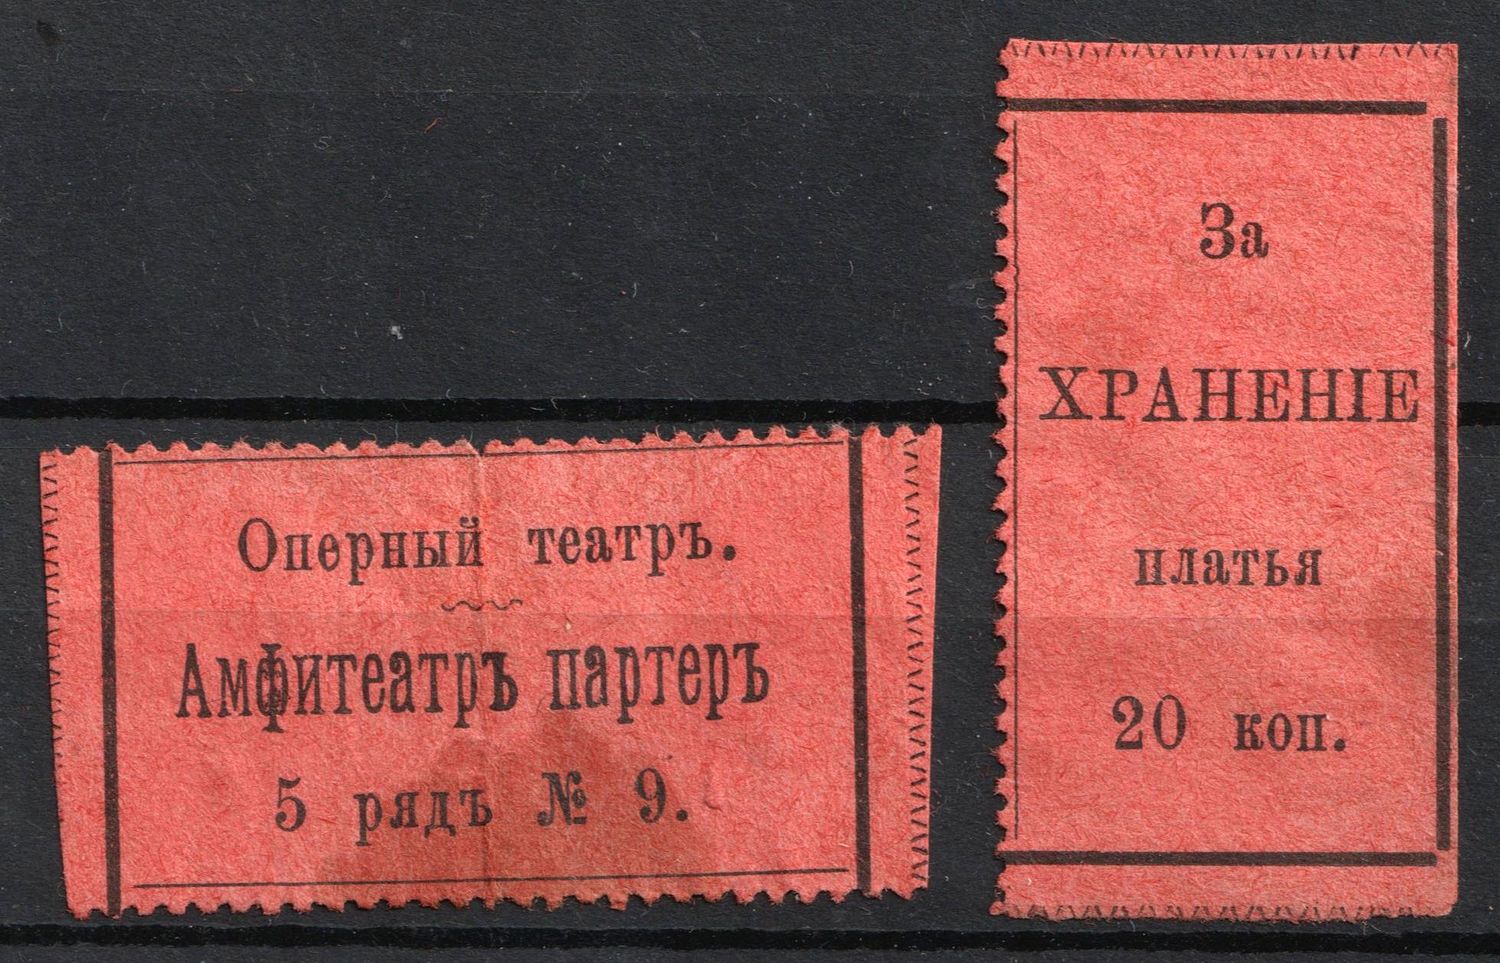 Оперный театръ.
Амфитеатръ партеръ
5 рядъ № 9.
За
ХРАНЕНІЕ
платья
20 коп.